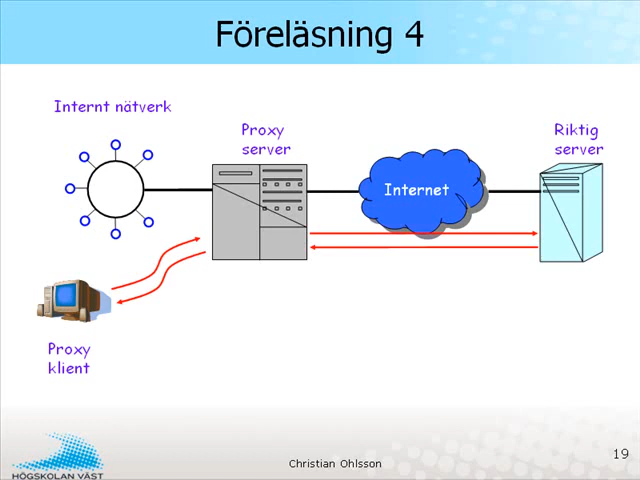 Föreläsning 4
Internt nätverk
Proxy
server
Riktig
server
Internet
Proxy
klient
19
Christian Ohlsson
HÖGSKOLAN VÄST